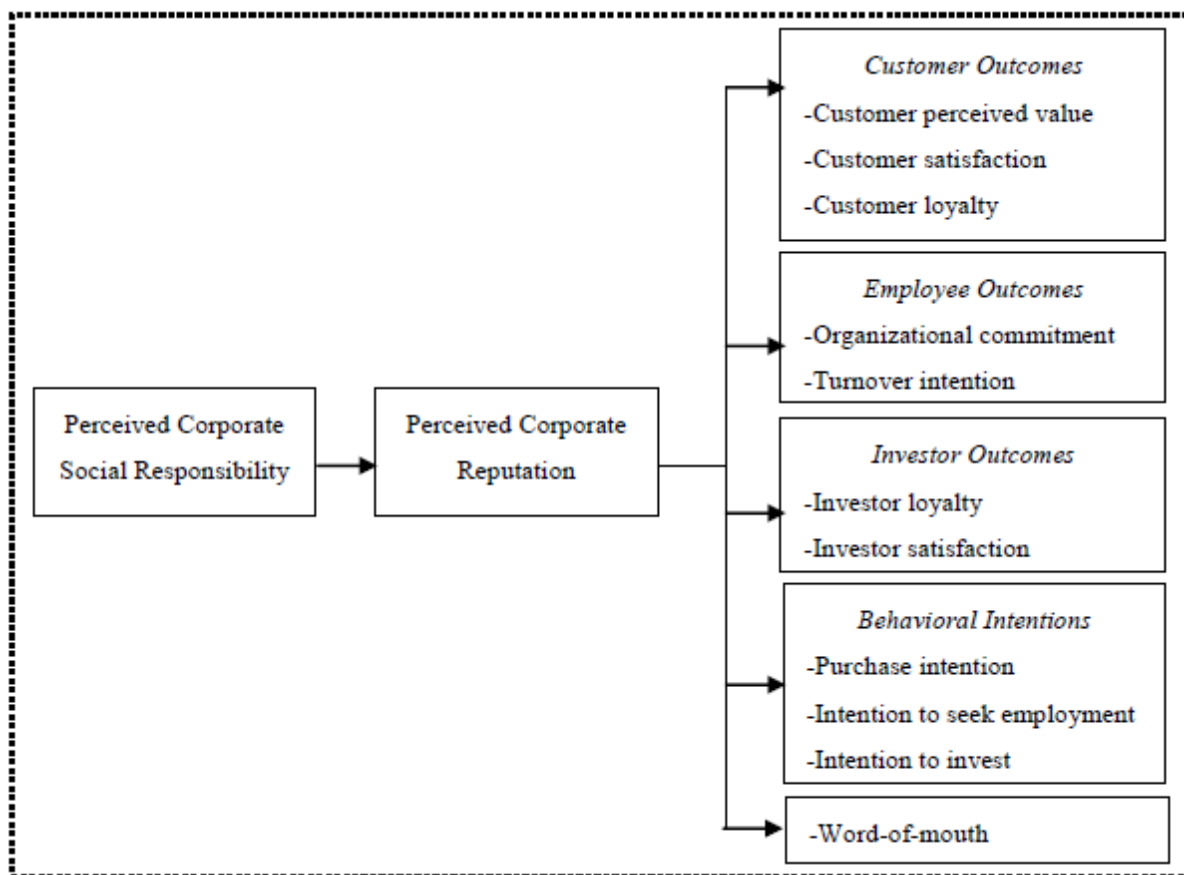 Perceived Corporate
Social Responsibility
Perceived Corporate
Reputation
Customer Outcomes
-Customer perceived value
-Customer satisfaction
-Customer loyalty
Employee Outcomes
-Organizational commitment
-Turnover intention
Investor Outcomes
-Investor loyalty
-Investor satisfaction
Behavioral Intentions
-Purchase intention
-Intention to seek employment
-Intention to invest
-Word-of-mouth